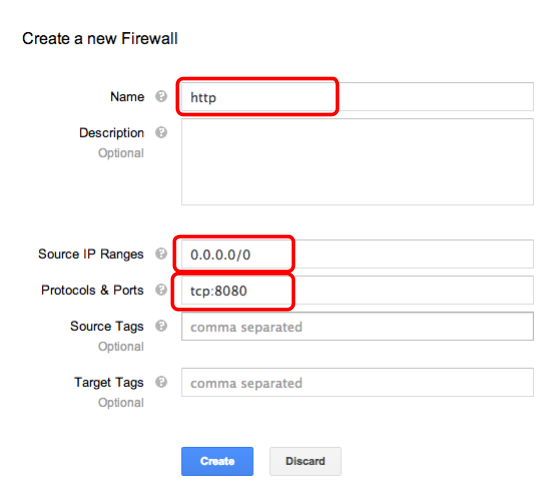 Create a new Firewall
Name http
Description
Optional
Source IP Ranges 0.0.0.0/0
Protocols & Ports tcp:8080
Source Tags comma separated
Optional
Target Tags comma separated
Optional
Create Discard